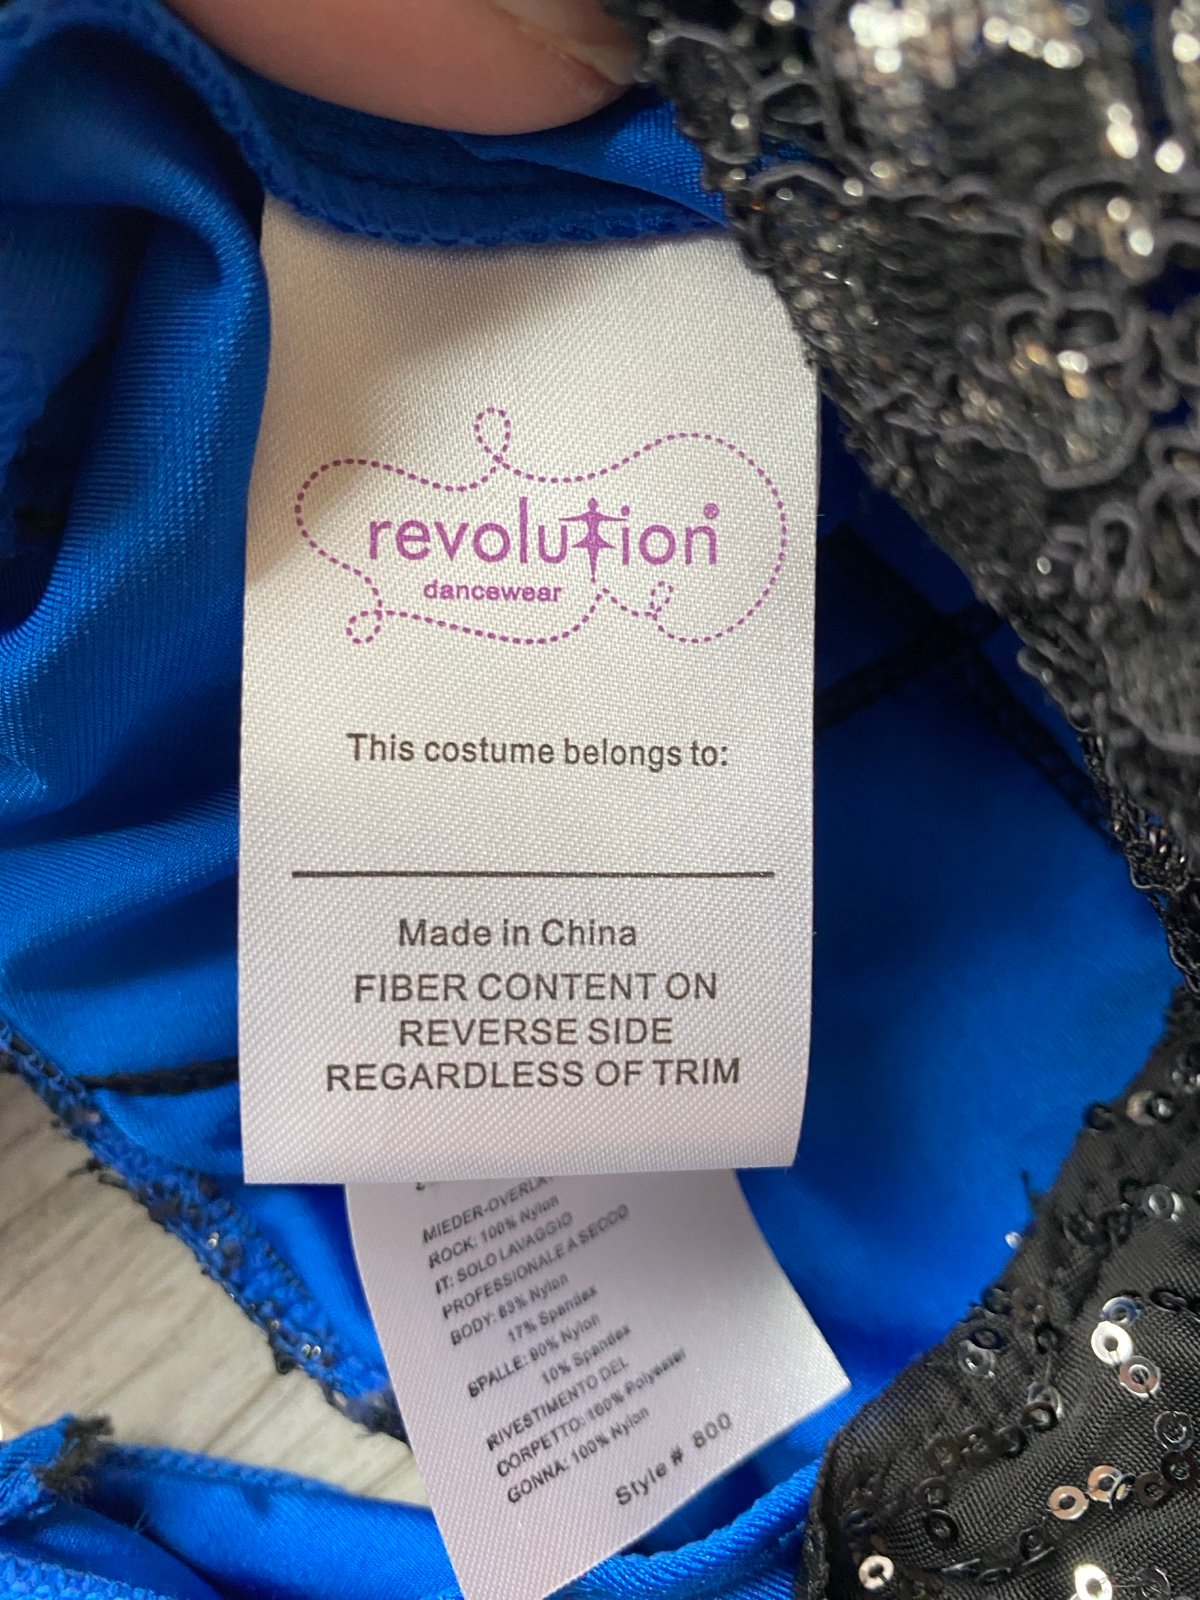 revolution®
dancewear
This costume belongs to:
Made in China
FIBER CONTENT ON
REVERSE SIDE
REGARDLESS OF TRIM
ROCK: 100% Nylon
IT: SOLO LAVAGGIO
PROFESSIONALE A SECCO
BODY: 83% Nylon
17% Spandex
SPALLE: 90% Nylon
10% Spandex
RIVESTIMENTO DEL
CORPETTO: 100% Polyester
GONNA: 100% Nylon
Style # 800